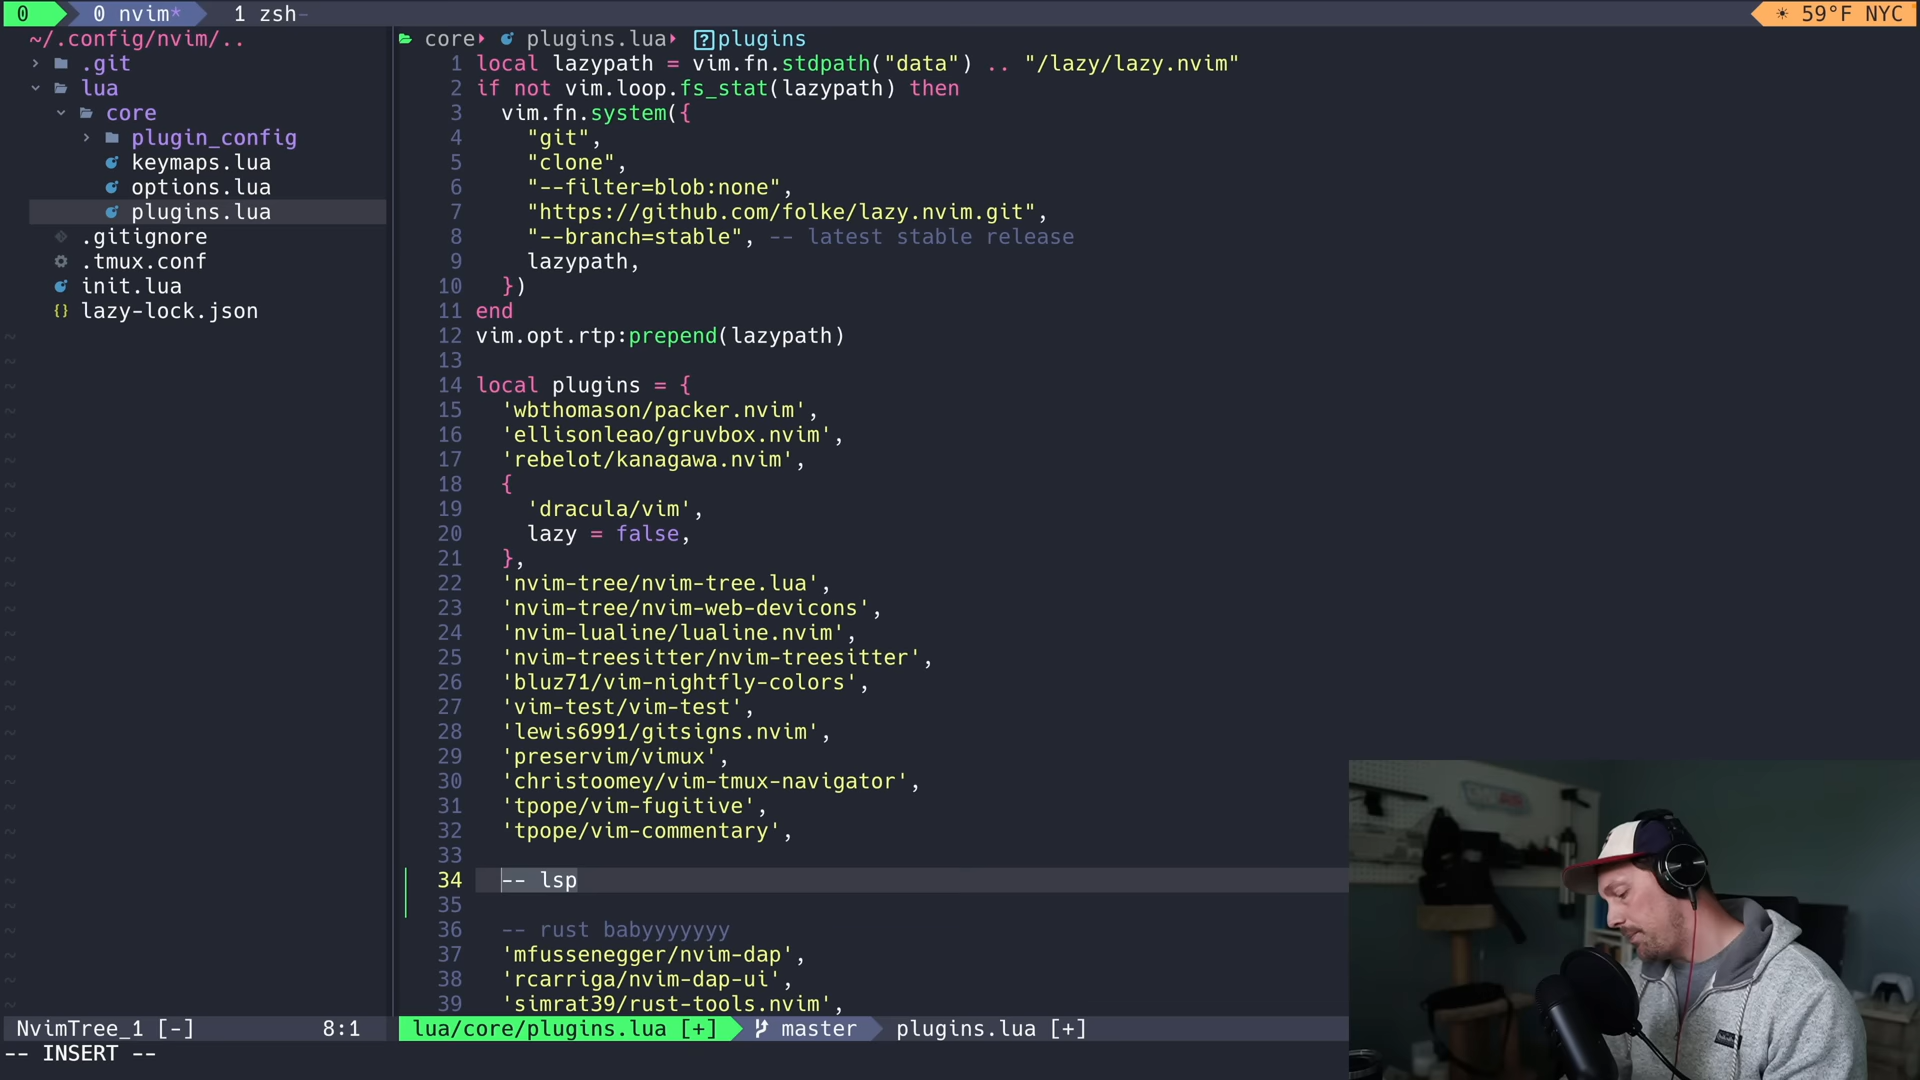 0 0 nvim* 1 zsh- 59°F NYC
~/.config/nvim/..
.git
lua
core
plugin_config
keymaps.lua
options.lua
plugins.lua
.gitignore
.tmux.conf
init.lua
lazy-lock.json
core plugins.lua plugins
1 local lazypath = vim.fn.stdpath("data") .. "/lazy/lazy.nvim"
2 if not vim.loop.fs_stat(lazypath) then
3 vim.fn.system({
4 "git",
5 "clone",
6 "--filter=blob:none",
7 "https://github.com/folke/lazy.nvim.git",
8 "--branch=stable", -- latest stable release
9 lazypath,
10 })
11 end
12 vim.opt.rtp:prepend(lazypath)
13
14 local plugins = {
15 'wbthomason/packer.nvim',
16 'ellisonleao/gruvbox.nvim',
17 'rebelot/kanagawa.nvim',
18 {
19 'dracula/vim',
20 lazy = false,
21 },
22 'nvim-tree/nvim-tree.lua',
23 'nvim-tree/nvim-web-devicons',
24 'nvim-lualine/lualine.nvim',
25 'nvim-treesitter/nvim-treesitter',
26 'bluz71/vim-nightfly-colors',
27 'vim-test/vim-test',
28 'lewis6991/gitsigns.nvim',
29 'preservim/vimux',
30 'christoomey/vim-tmux-navigator',
31 'tpope/vim-fugitive',
32 'tpope/vim-commentary',
33
34 -- lsp
35
36 -- rust babyyyyyyy
37 'mfussenegger/nvim-dap',
38 'rcarriga/nvim-dap-ui',
39 'simrat39/rust-tools.nvim',
NvimTree_1 [-] 8:1 lua/core/plugins.lua [+] master plugins.lua [+]
-- INSERT --